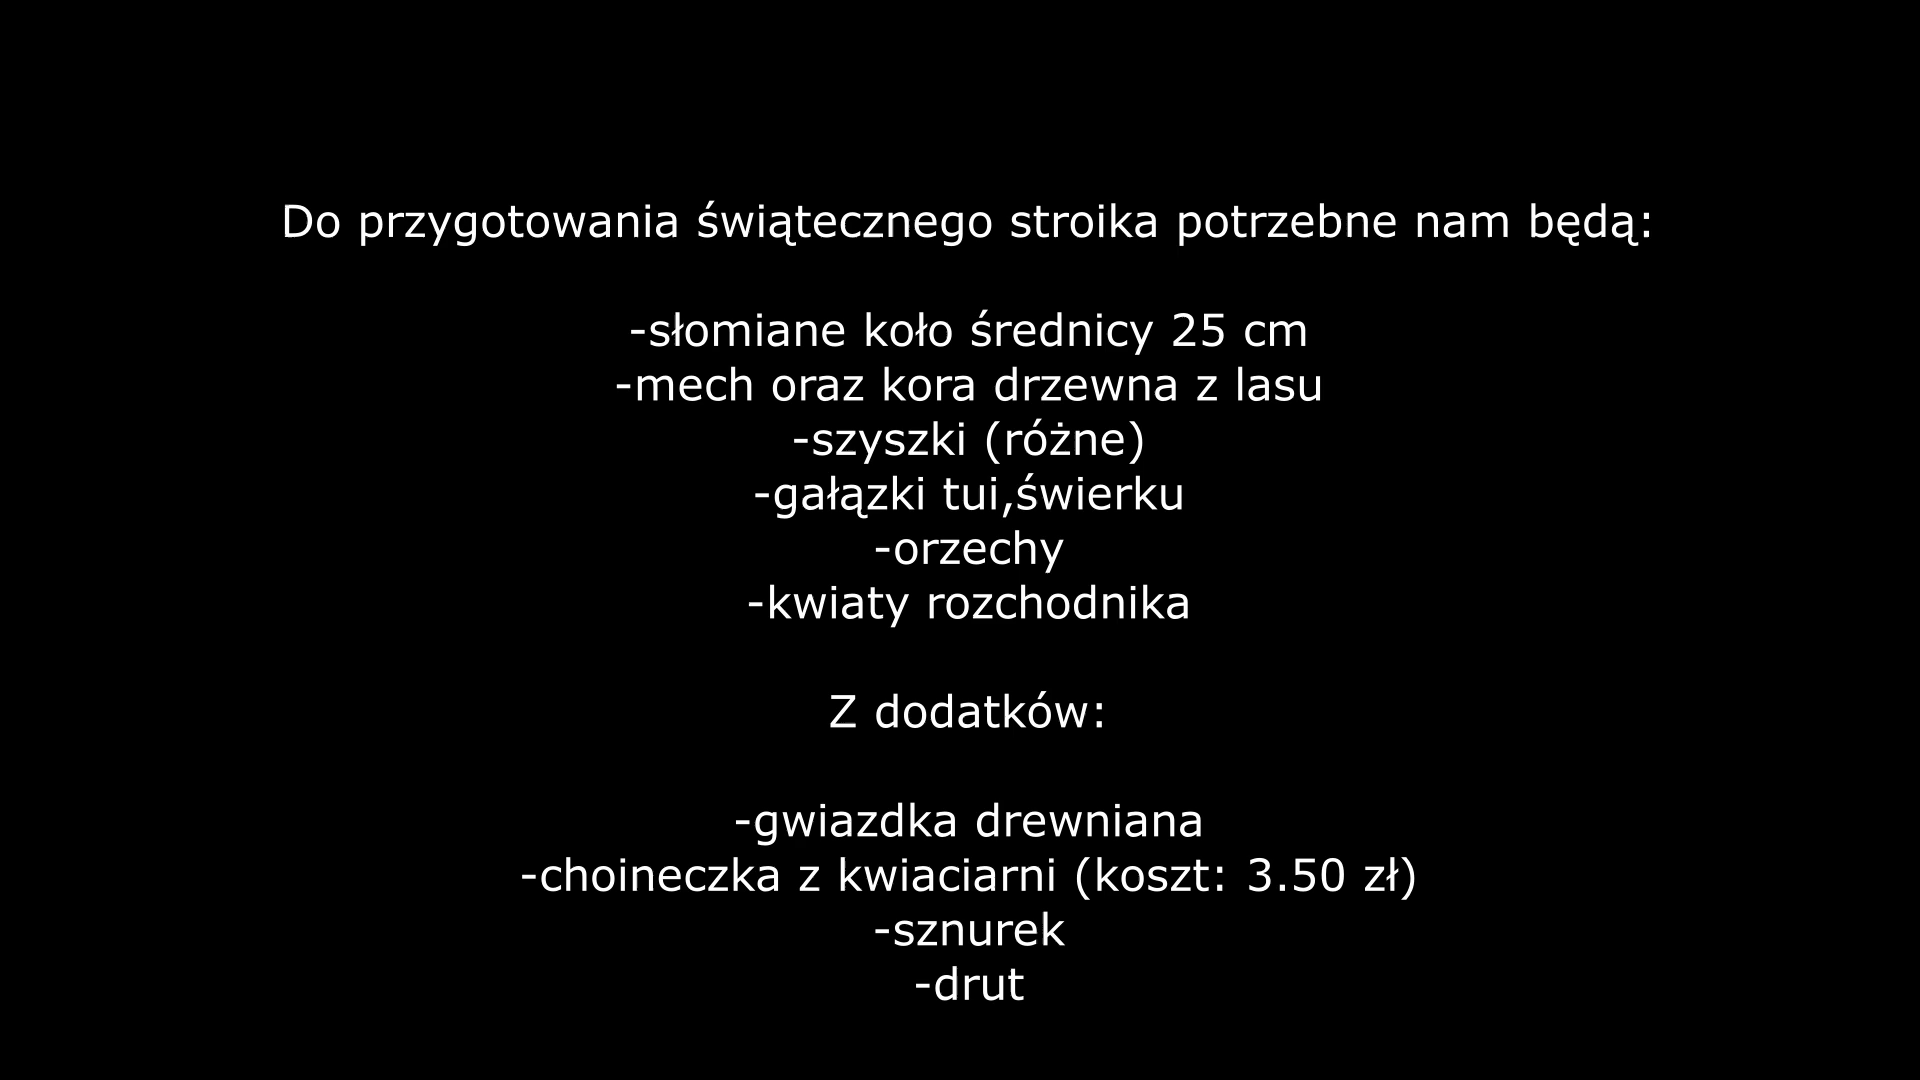 Do przygotowania świątecznego stroika potrzebne nam będą:
-słomiane koło średnicy 25 cm
-mech oraz kora drzewna z lasu
-szyszki (różne)
-gałązki tui,świerku
-orzechy
-kwiaty rozchodnika
Z dodatków:
-gwiazdka drewniana
-choineczka z kwiaciarni (koszt: 3.50 zł)
-sznurek
-drut